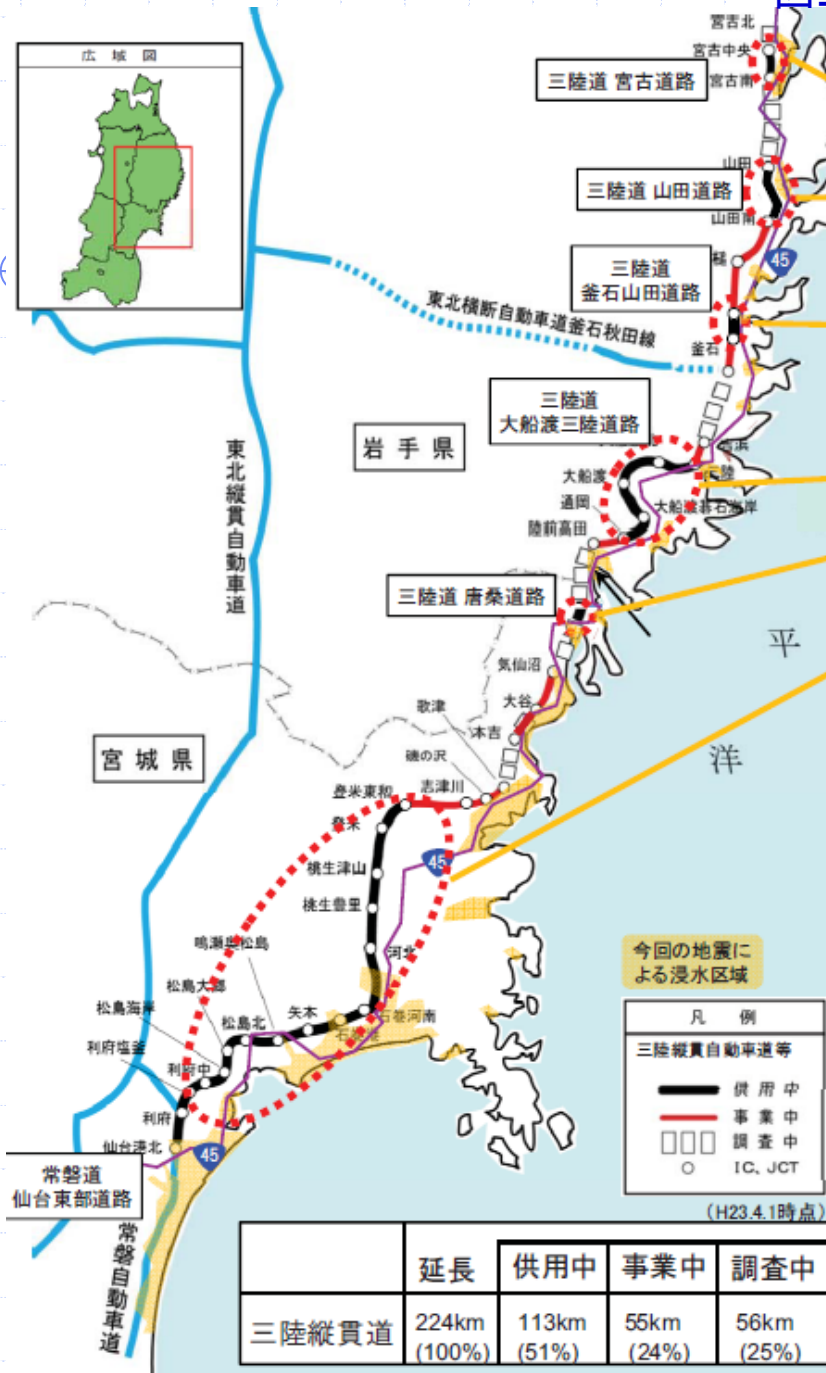 広域図
宮古北
宮古中央
宮古南
三陸道 宮古道路
山田
三陸道 山田道路
山田南
45
三陸道
釜石山田道路
東北横断自動車道釜石秋田線
釜石
三陸道
大船渡三陸道路
岩手県
三陸
大船渡
大船渡碁石海岸
通岡
陸前高田
東北縦貫自動車道
三陸道 唐桑道路
平
洋
気仙沼
大谷
歌津
本吉
宮城県
磯の沢
志津川
登米東和
登米
45
桃生津山
桃生豊里
鳴瀬奥松島
河北
松島大郷
松島海岸
矢本
石巻河南
松島北
利府塩釜
利府中
利府
仙台港北
45
常磐道
仙台東部道路
常磐自動車道
今回の地震に
よる浸水区域
凡 例
三陸縦貫自動車道等
供用中
事業中
調査中
IC、JCT
(H23.4.1時点)
延長 供用中 事業中 調査中
三陸縦貫道 224km 113km 55km 56km
(100%) (51%) (24%) (25%)